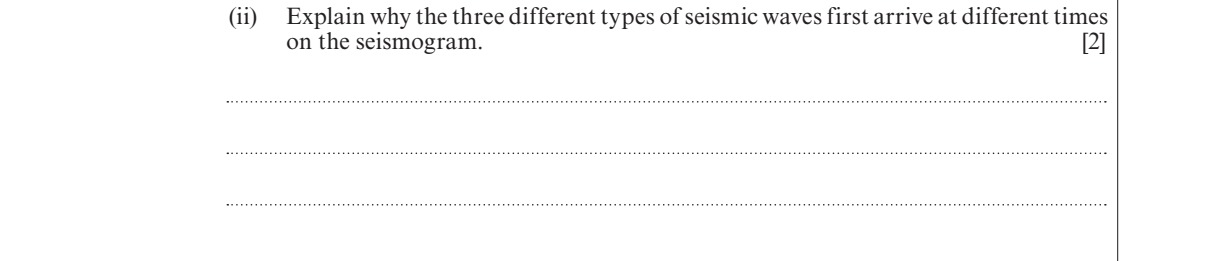 (ii) Explain why the three different types of seismic waves first arrive at different times
on the seismogram. [2]